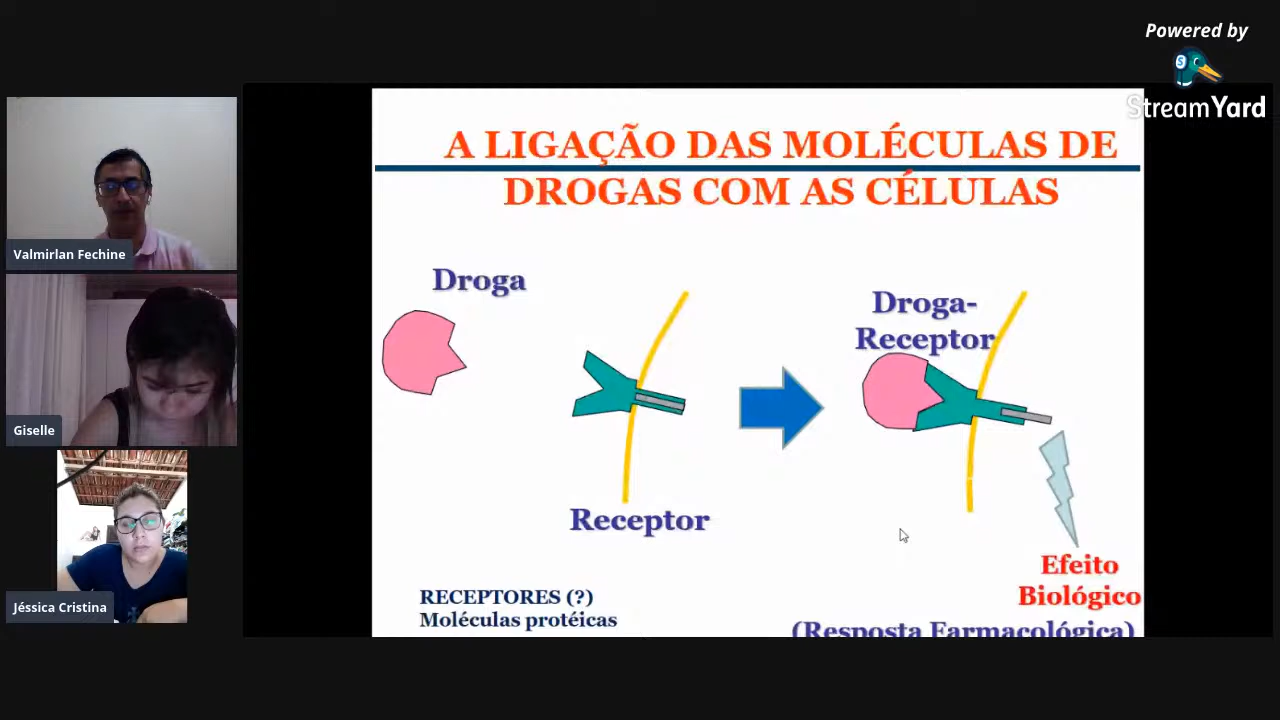 Powered by
StreamYard
Valmirlan Fechine
Giselle
Jéssica Cristina
A LIGAÇÃO DAS MOLÉCULAS DE
DROGAS COM AS CÉLULAS
Droga
Receptor
Droga-
Receptor
Efeito
Biológico
(Resposta Farmacológica)
RECEPTORES (?)
Moléculas protéicas